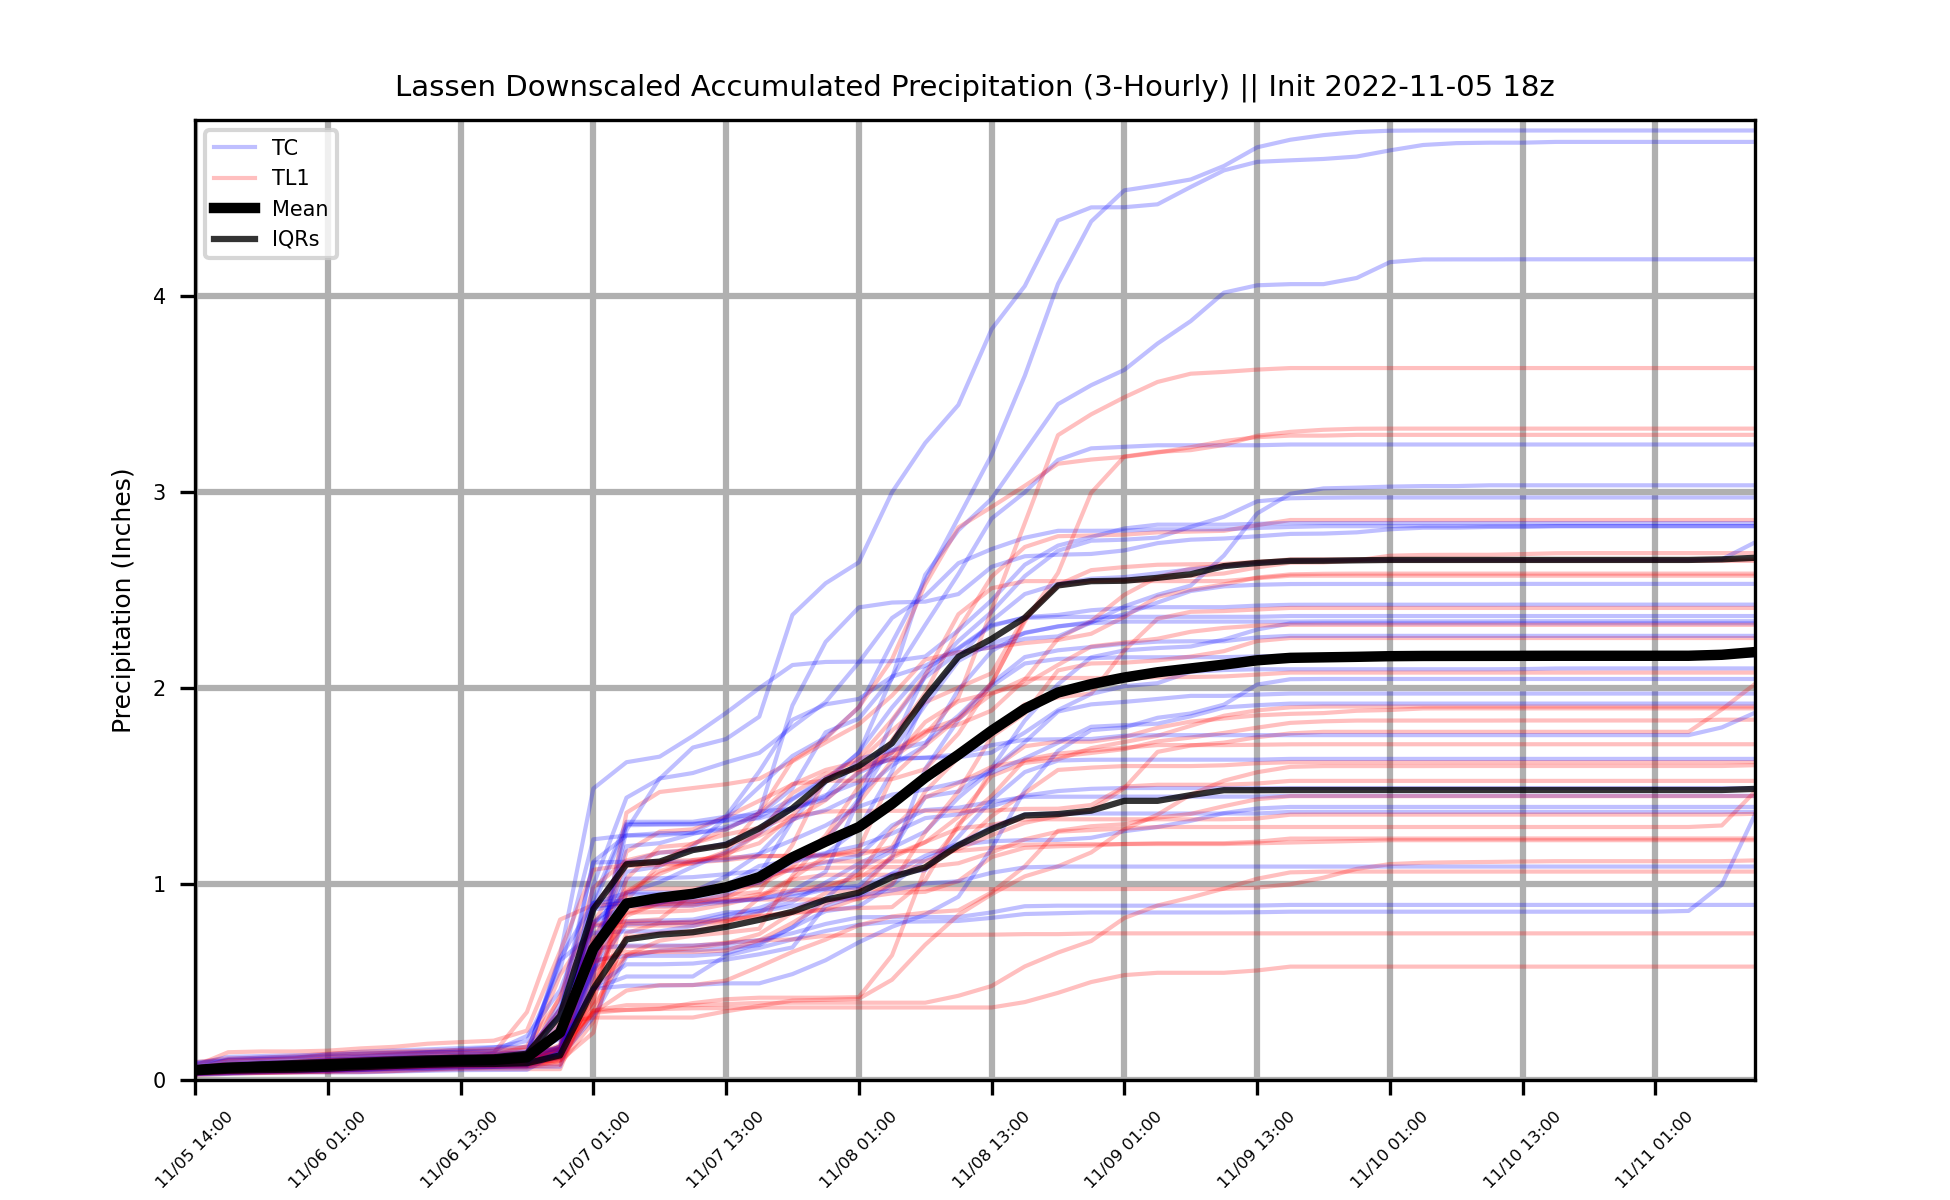 Lassen Downscaled Accumulated Precipitation (3-Hourly) || Init 2022-11-05 18z
TC
TL1
Mean
IQRs
Precipitation (Inches)
4
3
2
1
0
11/05 14:00
11/06 01:00
11/06 13:00
11/07 01:00
11/07 13:00
11/08 01:00
11/08 13:00
11/09 01:00
11/09 13:00
11/10 01:00
11/10 13:00
11/11 01:00